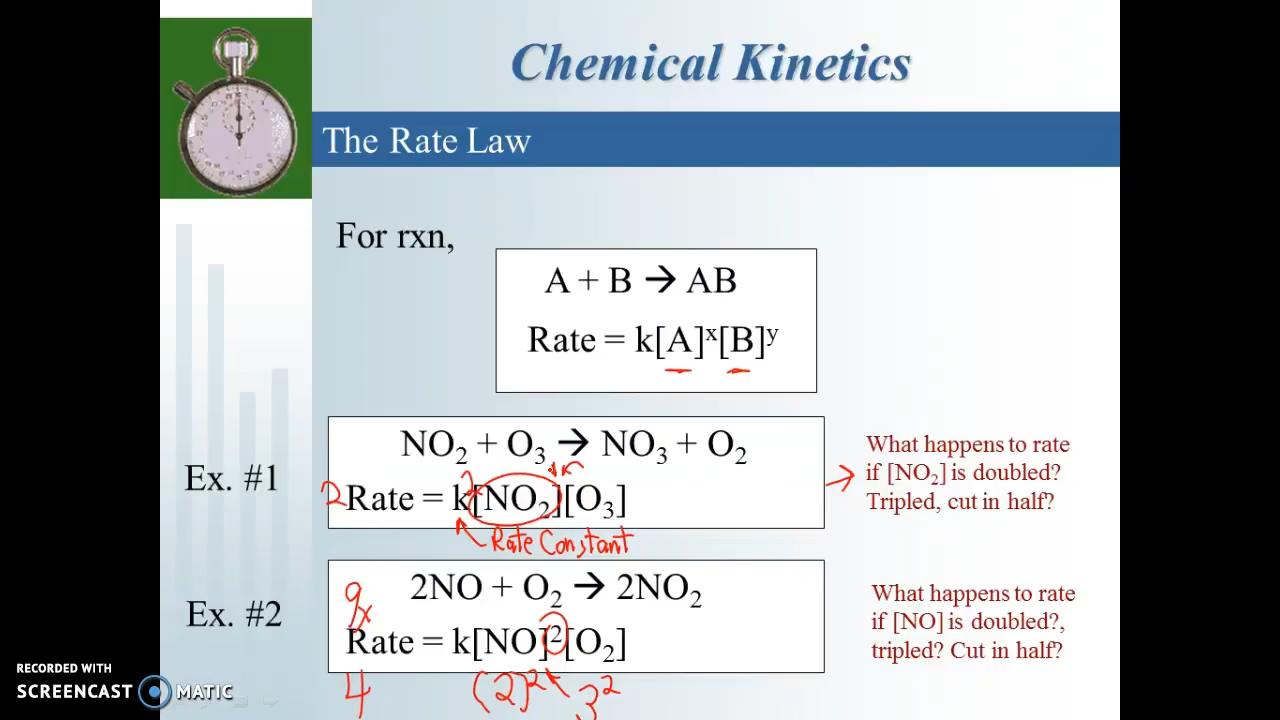 Chemical Kinetics
The Rate Law
For rxn,
A + B → AB
Rate = k[A]ˣ[B]ʸ
NO₂ + O₃ → NO₃ + O₂
Ex. #1
2 Rate = k[NO₂][O₃]
2
Rate Constant
What happens to rate
if [NO₂] is doubled?
Tripled, cut in half?
2NO + O₂ → 2NO₂
9x
Ex. #2
Rate = k[NO]²[O₂]
4 (2)² 3²
What happens to rate
if [NO] is doubled?,
tripled? Cut in half?
RECORDED WITH
SCREENCAST MATIC